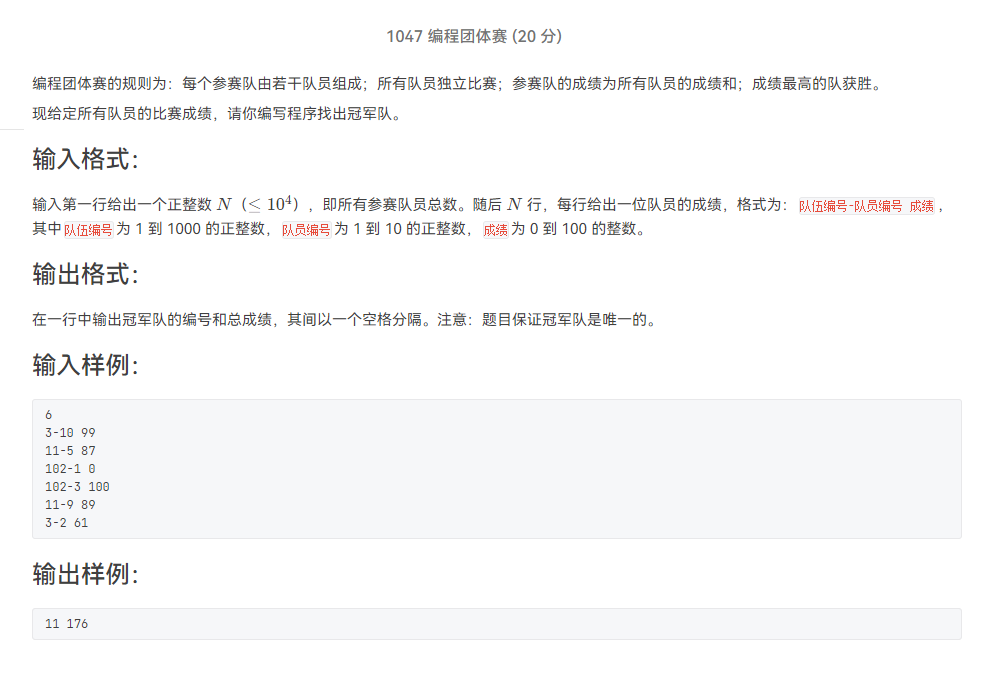 1047 编程团体赛 (20 分)
编程团体赛的规则为：每个参赛队由若干队员组成；所有队员独立比赛；参赛队的成绩为所有队员的成绩和；成绩最高的队获胜。
现给定所有队员的比赛成绩，请你编写程序找出冠军队。
输入格式：
输入第一行给出一个正整数 N（≤ 10⁴），即所有参赛队员总数。随后 N 行，每行给出一位队员的成绩，格式为：队伍编号-队员编号 成绩，
其中队伍编号为 1 到 1000 的正整数，队员编号为 1 到 10 的正整数，成绩为 0 到 100 的整数。
输出格式：
在一行中输出冠军队的编号和总成绩，其间以一个空格分隔。注意：题目保证冠军队是唯一的。
输入样例：
6
3-10 99
11-5 87
102-1 0
102-3 100
11-9 89
3-2 61
输出样例：
11 176